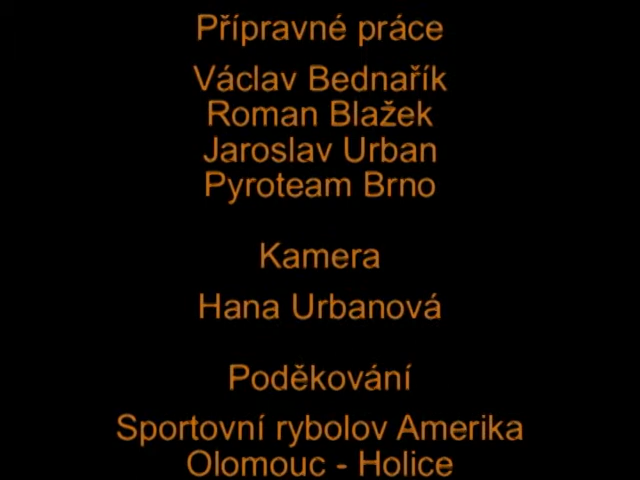 Přípravné práce
Václav Bednařík
Roman Blažek
Jaroslav Urban
Pyroteam Brno
Kamera
Hana Urbanová
Poděkování
Sportovní rybolov Amerika
Olomouc - Holice